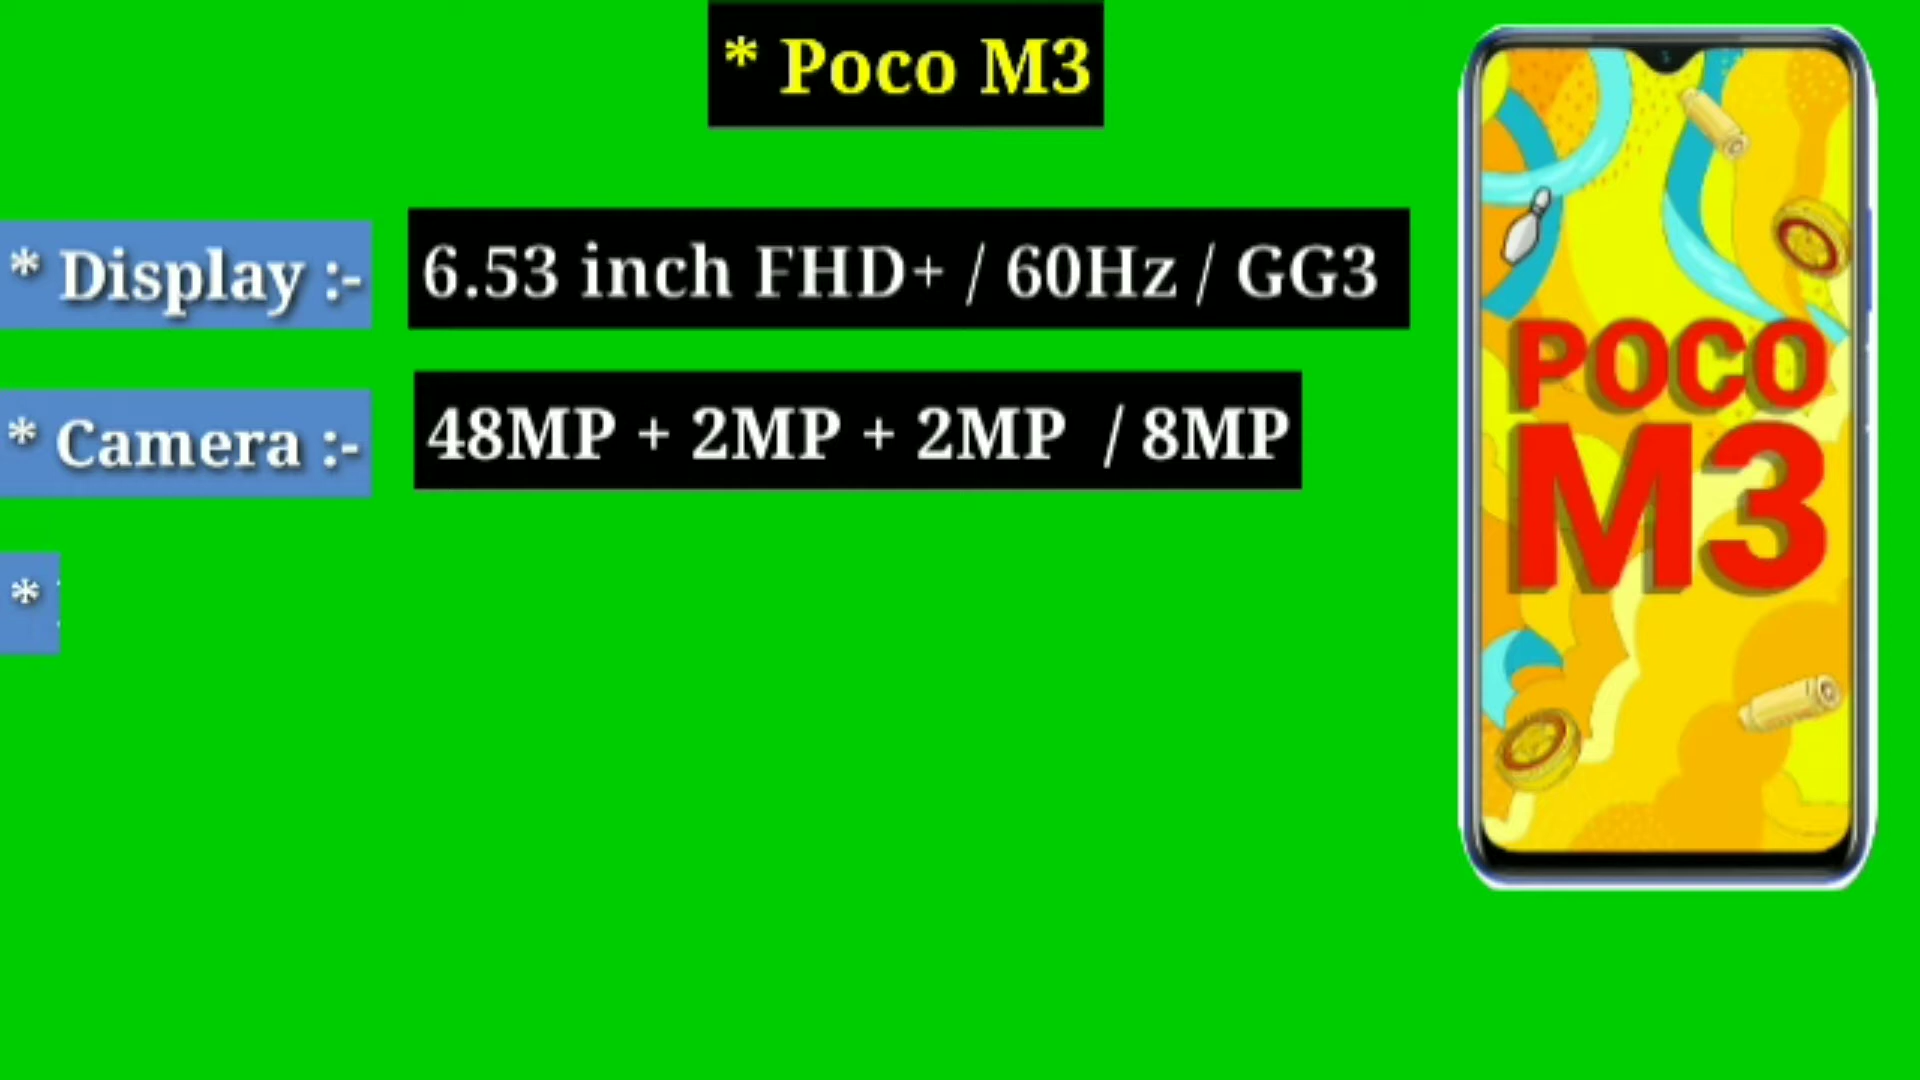 * Poco M3
* Display :- 6.53 inch FHD+ / 60Hz / GG3
* Camera :- 48MP + 2MP + 2MP / 8MP
*
POCO
M3